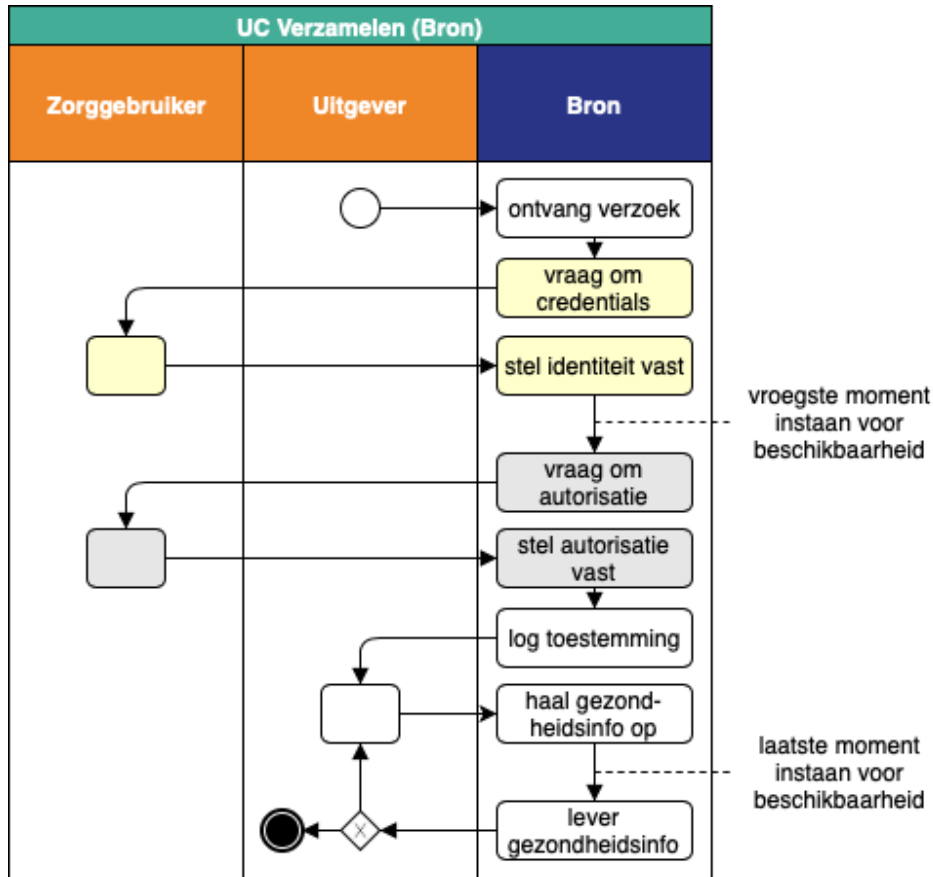 UC Verzamelen (Bron)
Zorggebruiker
Uitgever
Bron
ontvang verzoek
vraag om
credentials
stel identiteit vast
vroegste moment
instaan voor
beschikbaarheid
vraag om
autorisatie
stel autorisatie
vast
log toestemming
haal gezond-
heidsinfo op
laatste moment
instaan voor
beschikbaarheid
lever
gezondheidsinfo
X